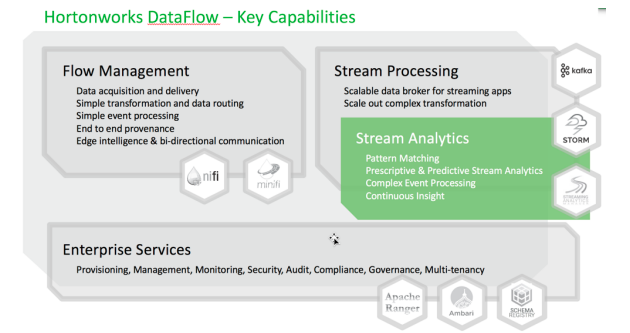 Hortonworks DataFlow – Key Capabilities
Flow Management
Data acquisition and delivery
Simple transformation and data routing
Simple event processing
End to end provenance
Edge intelligence & bi-directional communication
nifi
minifi
Stream Processing
Scalable data broker for streaming apps
Scale out complex transformation
kafka
Stream Analytics
Pattern Matching
Prescriptive & Predictive Stream Analytics
Complex Event Processing
Continuous Insight
STORM
STREAMING
ANALYTICS
Enterprise Services
Provisioning, Management, Monitoring, Security, Audit, Compliance, Governance, Multi-tenancy
Apache
Ranger
Ambari
SCHEMA
REGISTRY